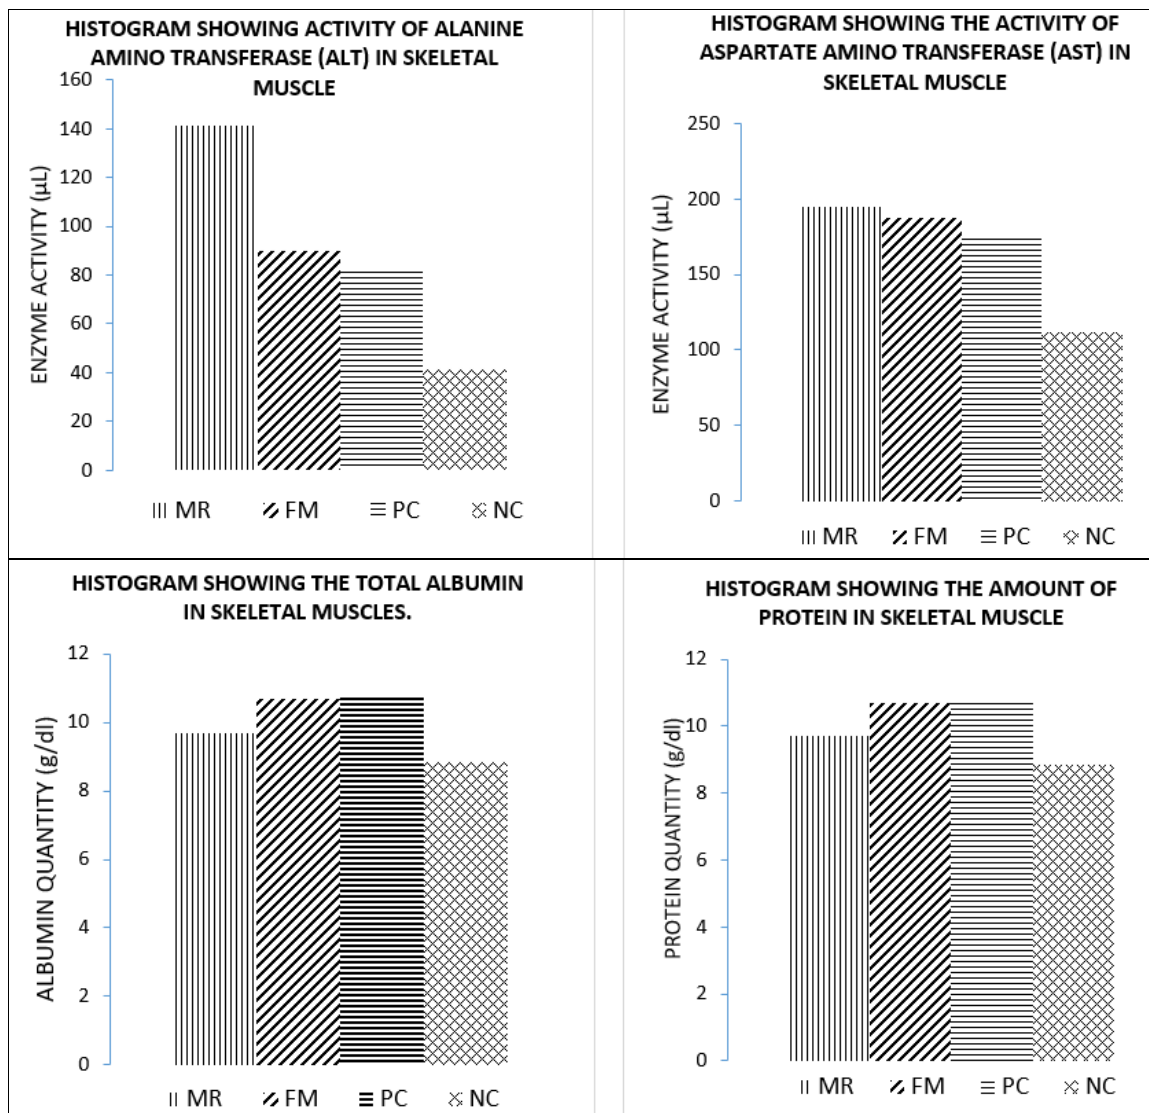 HISTOGRAM SHOWING ACTIVITY OF ALANINE
AMINO TRANSFERASE (ALT) IN SKELETAL
MUSCLE
160
140
120
100
80
60
40
20
0
ENZYME ACTIVITY (µL)
MR FM PC NC
HISTOGRAM SHOWING THE ACTIVITY OF
ASPARTATE AMINO TRANSFERASE (AST) IN
SKELETAL MUSCLE
250
200
150
100
50
0
ENZYME ACTIVITY (µL)
MR FM PC NC
HISTOGRAM SHOWING THE TOTAL ALBUMIN
IN SKELETAL MUSCLES.
12
10
8
6
4
2
0
ALBUMIN QUANTITY (g/dl)
MR FM PC NC
HISTOGRAM SHOWING THE AMOUNT OF
PROTEIN IN SKELETAL MUSCLE
12
10
8
6
4
2
0
PROTEIN QUANTITY (g/dl)
MR FM PC NC